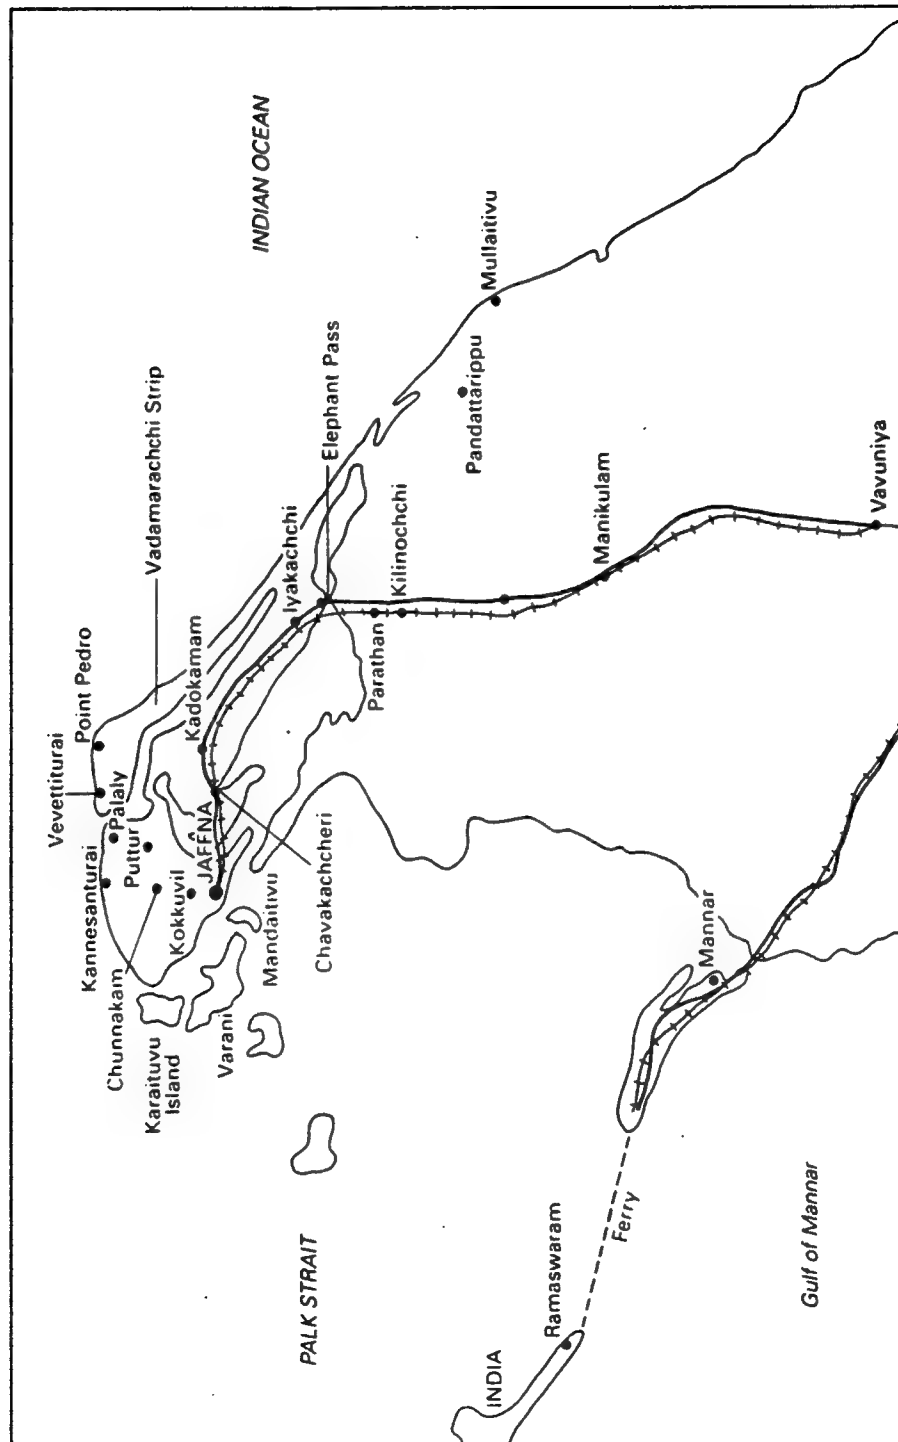 INDIAN OCEAN
Vadamarachchi Strip
Point Pedro
Vevettiturai
Palaly
Kannesanturai
Puttur
Chunnakam
Kokkuvil
JAFFNA
Kadokamam
Iyakachchi
Elephant Pass
Karaituvu
Island
Varani
Mandaitivu
Chavakachcheri
Parathan
Kilinochchi
Pandattarippu
Mullaitivu
Manikulam
Vavuniya
Mannar
PALK STRAIT
INDIA
Ramaswaram
Ferry
Gulf of Mannar